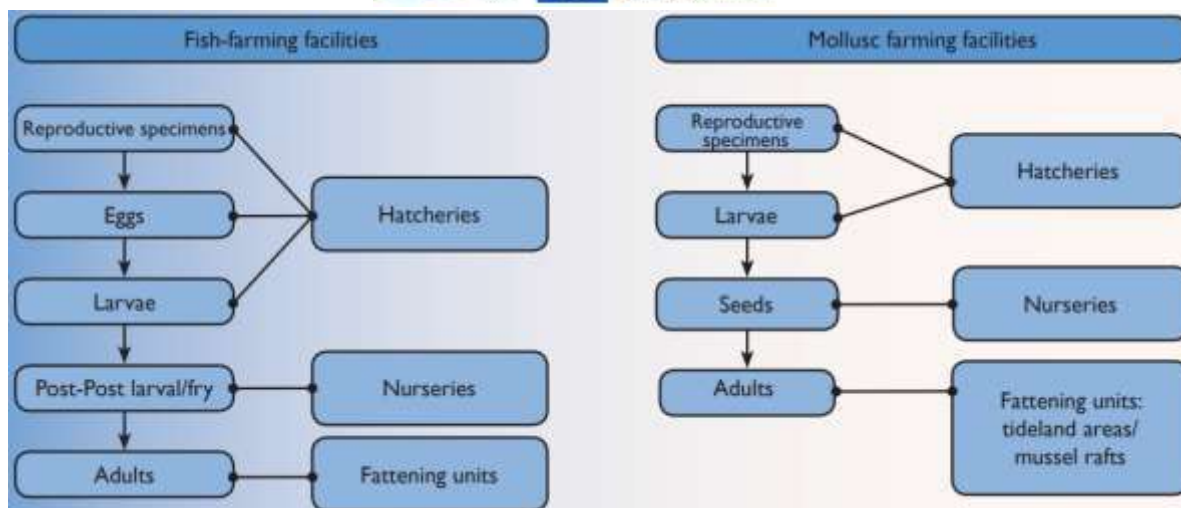 Fish-farming facilities
Reproductive specimens
Eggs
Larvae
Post-Post larval/fry
Adults
Hatcheries
Nurseries
Fattening units
Mollusc farming facilities
Reproductive
specimens
Larvae
Seeds
Adults
Hatcheries
Nurseries
Fattening units:
tideland areas/
mussel rafts